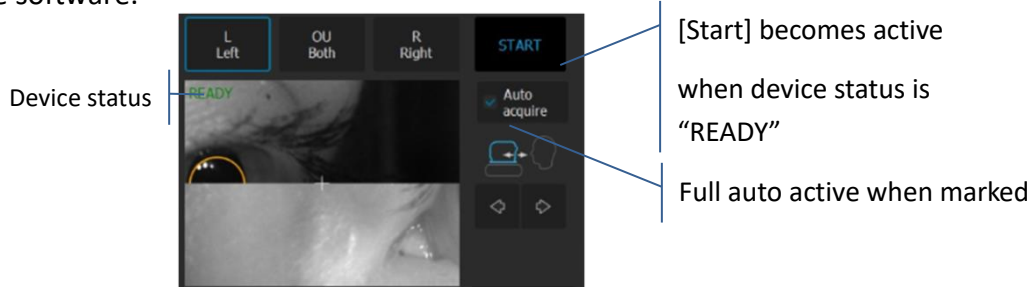 e software.
L
Left
OU
Both
R
Right
START
READY
Auto
acquire
Device status
[Start] becomes active
when device status is
“READY”
Full auto active when marked